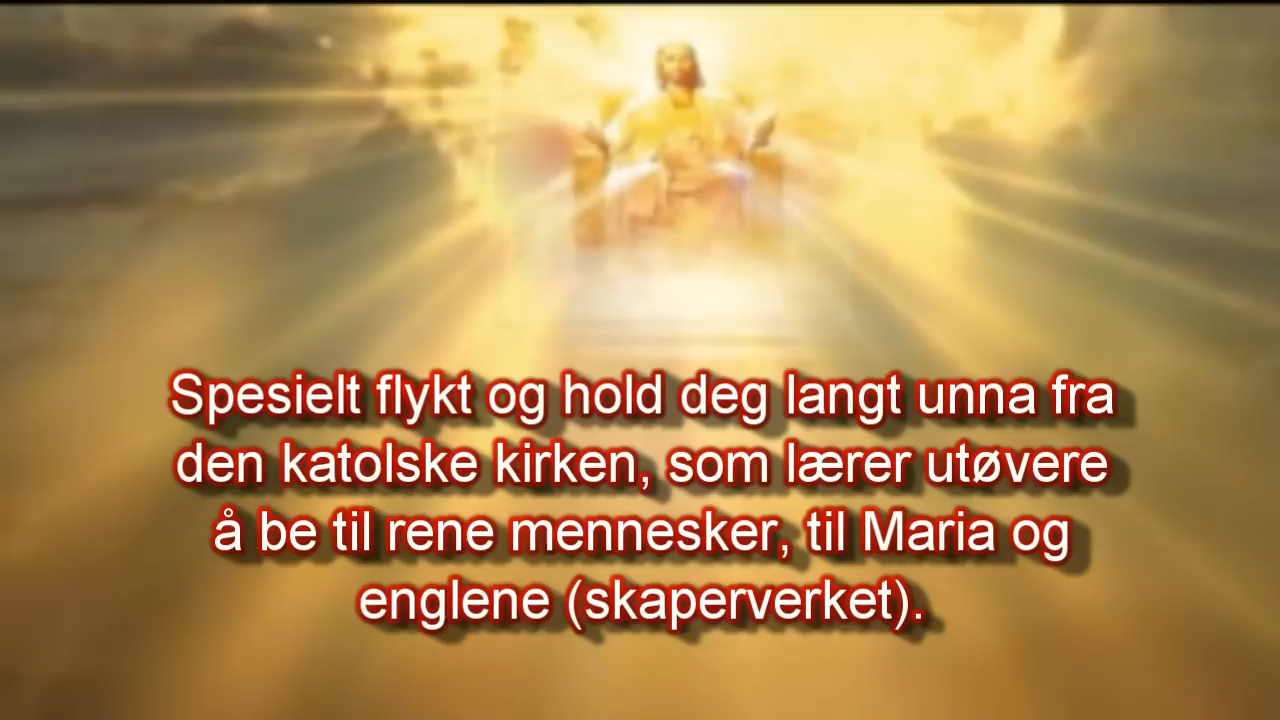 Spesielt flykt og hold deg langt unna fra
den katolske kirken, som lærer utøvere
å be til rene mennesker, til Maria og
englene (skaperverket).